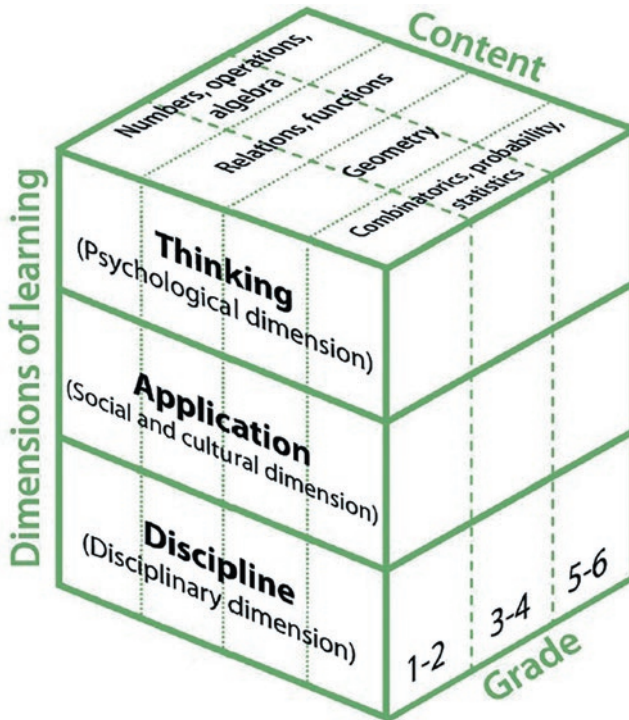 Content
Numbers, operations,
algebra
Relations, functions
Geometry
Combinatorics, probability,
statistics
Dimensions of learning
Thinking
(Psychological dimension)
Application
(Social and cultural dimension)
Discipline
(Disciplinary dimension)
1-2
3-4
5-6
Grade